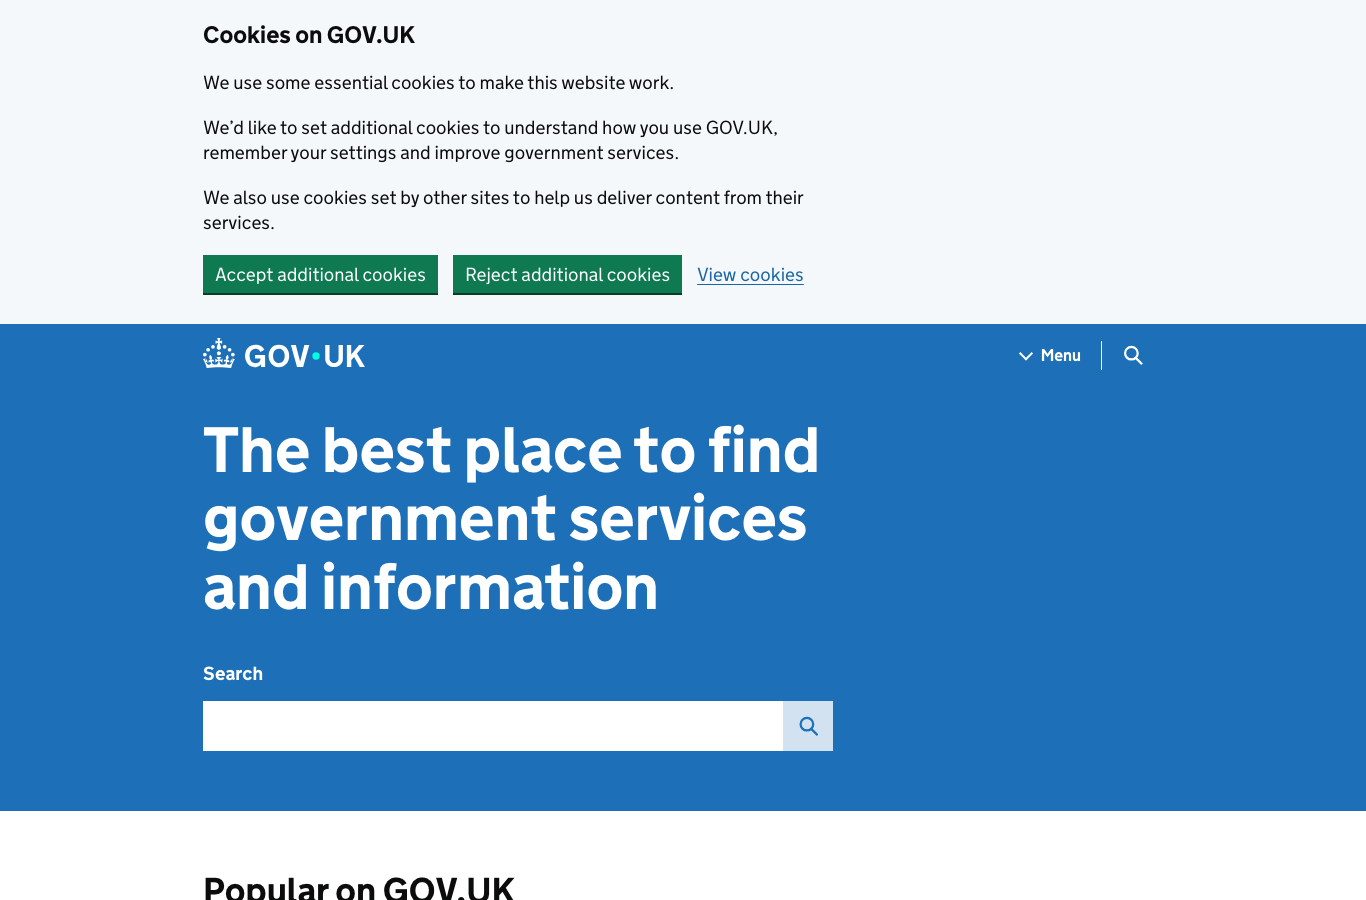 Cookies on GOV.UK
We use some essential cookies to make this website work.
We’d like to set additional cookies to understand how you use GOV.UK,
remember your settings and improve government services.
We also use cookies set by other sites to help us deliver content from their
services.
Accept additional cookies Reject additional cookies View cookies
GOV•UK Menu
The best place to find
government services
and information
Search
Popular on GOV.UK